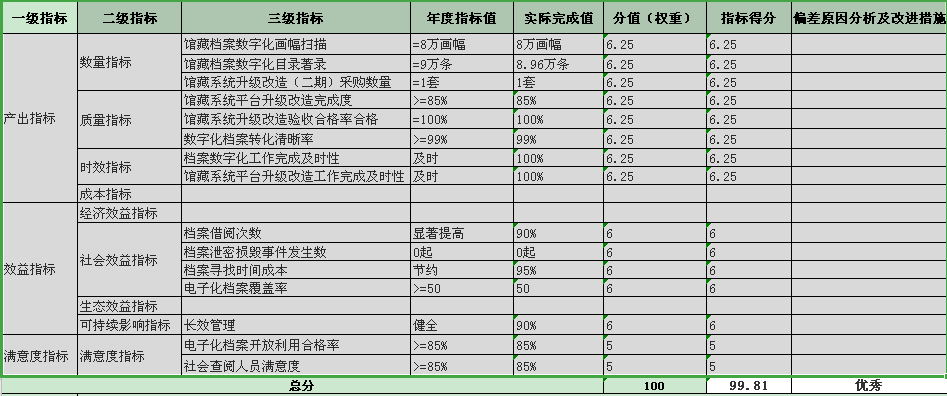 一级指标 二级指标 三级指标 年度指标值 实际完成值 分值（权重） 指标得分 偏差原因分析及改进措施
产出指标 数量指标 馆藏档案数字化画幅扫描 =8万画幅 8万画幅 6.25 6.25
馆藏档案数字化目录著录 =9万条 8.96万条 6.25 6.25
馆藏系统升级改造（二期）采购数量 =1套 1套 6.25 6.25
质量指标 馆藏系统平台升级改造完成度 >=85% 85% 6.25 6.25
馆藏系统升级改造验收合格率合格 =100% 100% 6.25 6.25
数字化档案转化清晰率 >=99% 99% 6.25 6.25
时效指标 档案数字化工作完成及时性 及时 100% 6.25 6.25
馆藏系统平台升级改造工作完成及时性 及时 100% 6.25 6.25
成本指标
效益指标 经济效益指标
社会效益指标 档案借阅次数 显著提高 90% 6 6
档案泄密损毁事件发生数 0起 0起 6 6
档案寻找时间成本 节约 95% 6 6
电子化档案覆盖率 >=50 50 6 6
生态效益指标
可持续影响指标 长效管理 健全 90% 6 6
满意度指标 满意度指标 电子化档案开放利用合格率 >=85% 85% 5 5
社会查阅人员满意度 >=85% 85% 5 5
总分 100 99.81 优秀